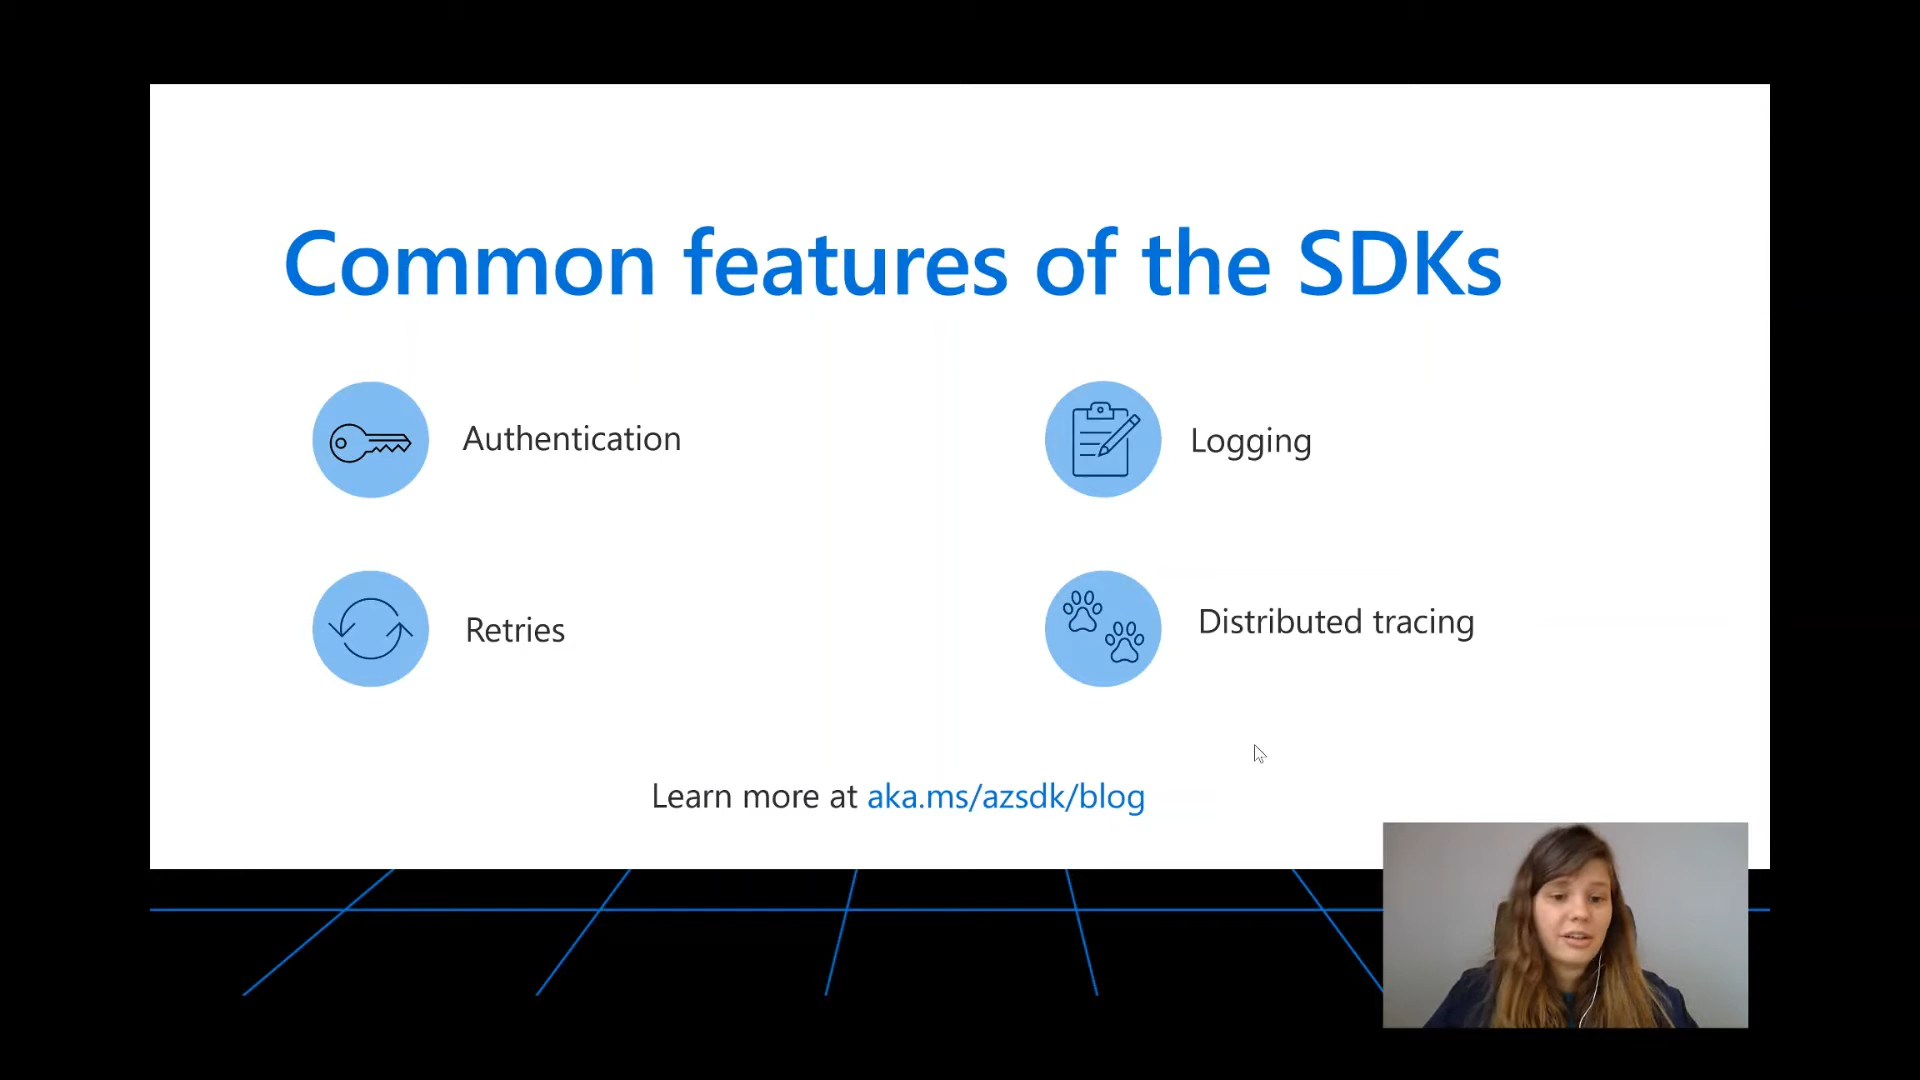 Common features of the SDKs
Authentication
Logging
Retries
Distributed tracing
Learn more at aka.ms/azsdk/blog